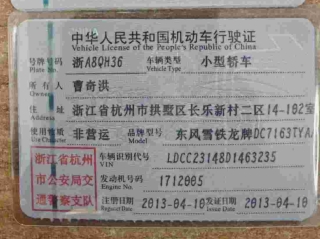 中华人民共和国机动车行驶证
Vehicle License of the People's Republic of China
号牌号码 浙A8QH36 车辆类型 小型轿车
Plate No. Vehicle Type
所有人 曹奇洪
Owner
住址 浙江省杭州市拱墅区长乐新村二区14-102室
Address
使用性质 非营运 品牌型号 东风雪铁龙牌DC7163TYA
Use Character Model
浙江省杭州
市公安局交
通警察支队
车辆识别代号 LDCC23148D1463235
VIN
发动机号码 1712005
Engine No.
注册日期 2013-04-18 发证日期 2013-04-18
Register Date Issue Date